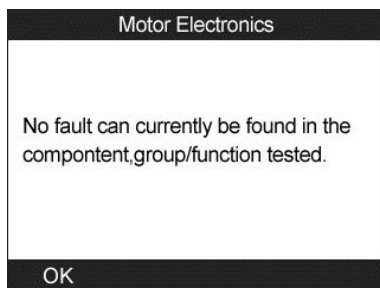 Motor Electronics
No fault can currently be found in the
compontent,group/function tested.
OK